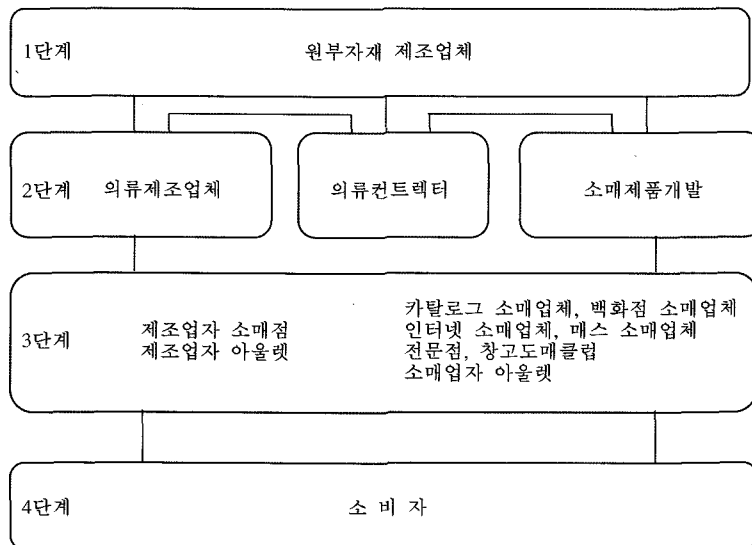 1단계 원부자재 제조업체
2단계 의류제조업체 의류컨트렉터 소매제품개발
3단계
제조업자 소매점
제조업자 아울렛
카탈로그 소매업체, 백화점 소매업체
인터넷 소매업체, 매스 소매업체
전문점, 창고도매클럽
소매업자 아울렛
4단계 소 비 자